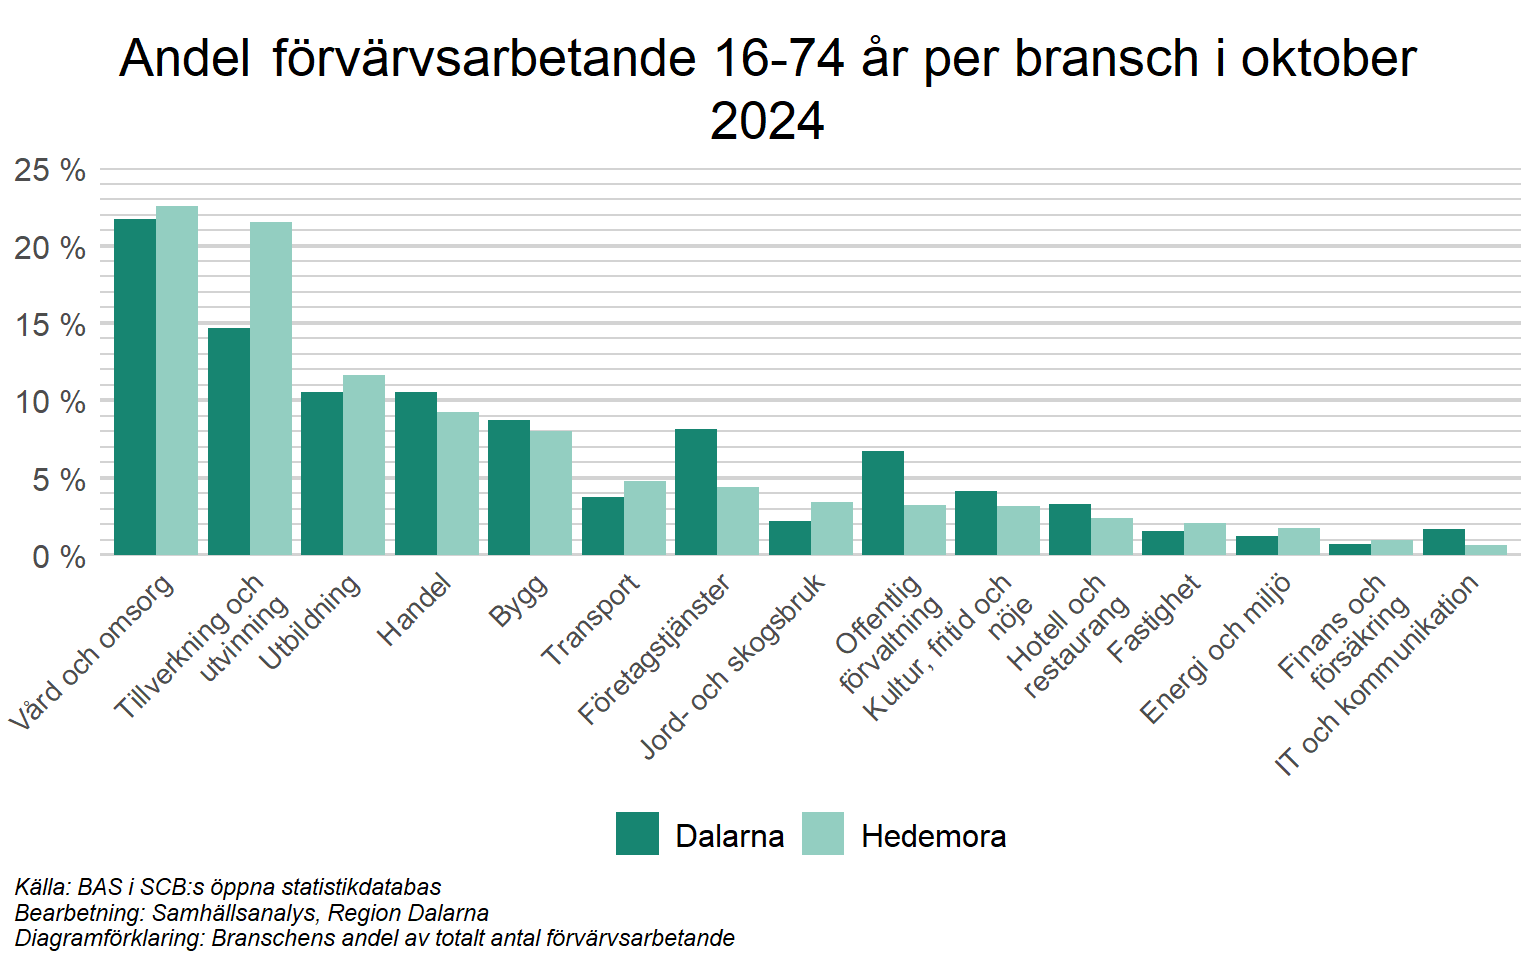 Andel förvärvsarbetande 16-74 år per bransch i oktober
2024
25 %
20 %
15 %
10 %
5 %
0 %
Vård och omsorg
Tillverkning och
utvinning
Utbildning
Handel
Bygg
Transport
Företagstjänster
Jord- och skogsbruk
Offentlig
förvaltning
Kultur, fritid och
nöje
Hotell och
restaurang
Fastighet
Energi och miljö
Finans och
försäkring
IT och kommunikation
Dalarna
Hedemora
Källa: BAS i SCB:s öppna statistikdatabas
Bearbetning: Samhällsanalys, Region Dalarna
Diagramförklaring: Branschens andel av totalt antal förvärvsarbetande